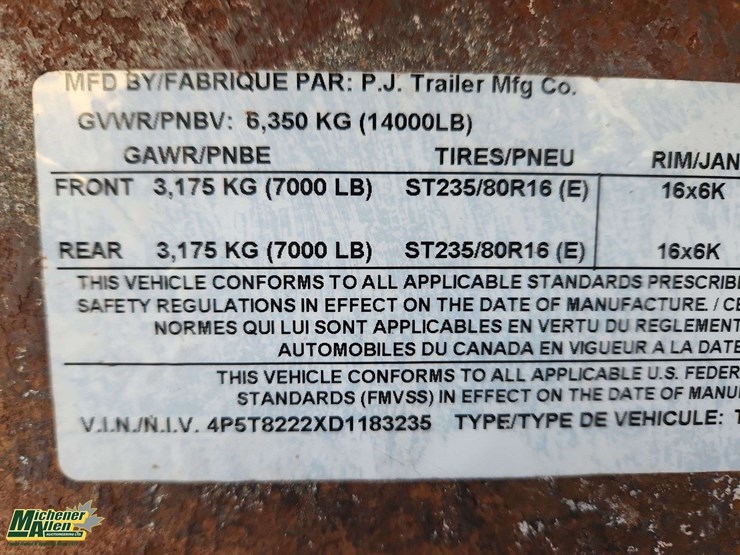 MFD BY/FABRIQUE PAR: P.J. Trailer Mfg Co.
GVWR/PNBV: 6,350 KG (14000LB)
GAWR/PNBE TIRES/PNEU RIM/JAN
FRONT 3,175 KG (7000 LB) ST235/80R16 (E) 16x6K
REAR 3,175 KG (7000 LB) ST235/80R16 (E) 16x6K
THIS VEHICLE CONFORMS TO ALL APPLICABLE STANDARDS PRESCRIB
SAFETY REGULATIONS IN EFFECT ON THE DATE OF MANUFACTURE. / CE
NORMES QUI LUI SONT APPLICABLES EN VERTU DU REGLEMENT
AUTOMOBILES DU CANADA EN VIGUEUR A LA DATE
THIS VEHICLE CONFORMS TO ALL APPLICABLE U.S. FEDER
STANDARDS (FMVSS) IN EFFECT ON THE DATE OF MANU
V.I.N./N.I.V. 4P5T8222XD1183235 TYPE/TYPE DE VEHICULE: T
Michener
Allen
AUCTIONEERING LTD